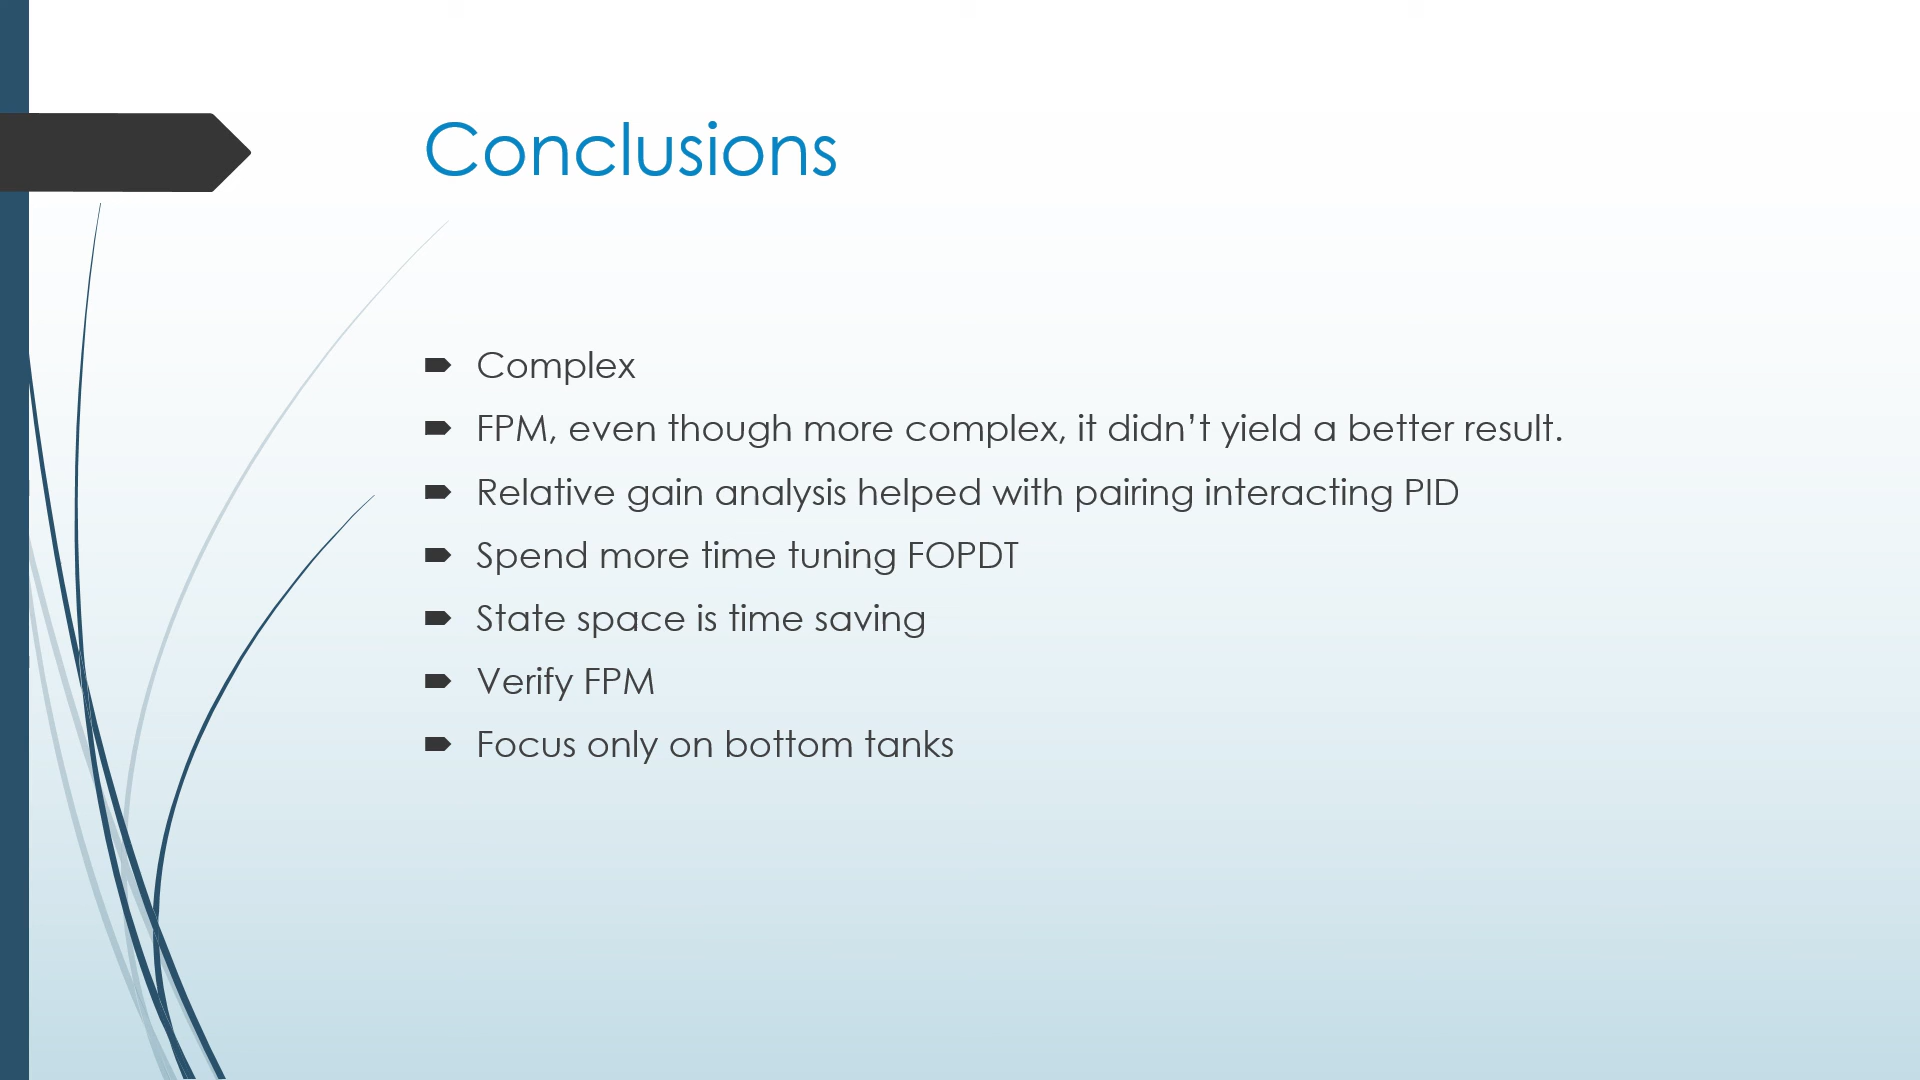 Conclusions
Complex
FPM, even though more complex, it didn’t yield a better result.
Relative gain analysis helped with pairing interacting PID
Spend more time tuning FOPDT
State space is time saving
Verify FPM
Focus only on bottom tanks